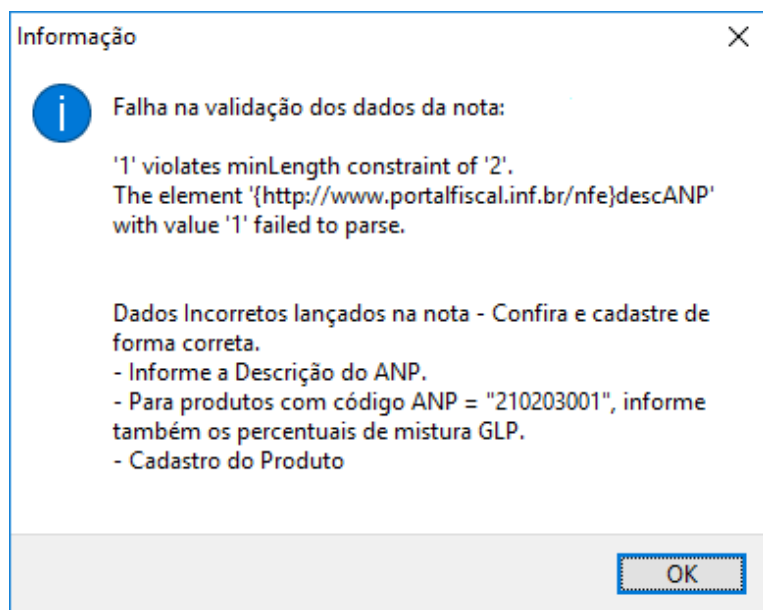 Informação
Falha na validação dos dados da nota:
'1' violates minLength constraint of '2'.
The element '{http://www.portalfiscal.inf.br/nfe}descANP'
with value '1' failed to parse.
Dados Incorretos lançados na nota - Confira e cadastre de
forma correta.
- Informe a Descrição do ANP.
- Para produtos com código ANP = "210203001", informe
também os percentuais de mistura GLP.
- Cadastro do Produto
OK